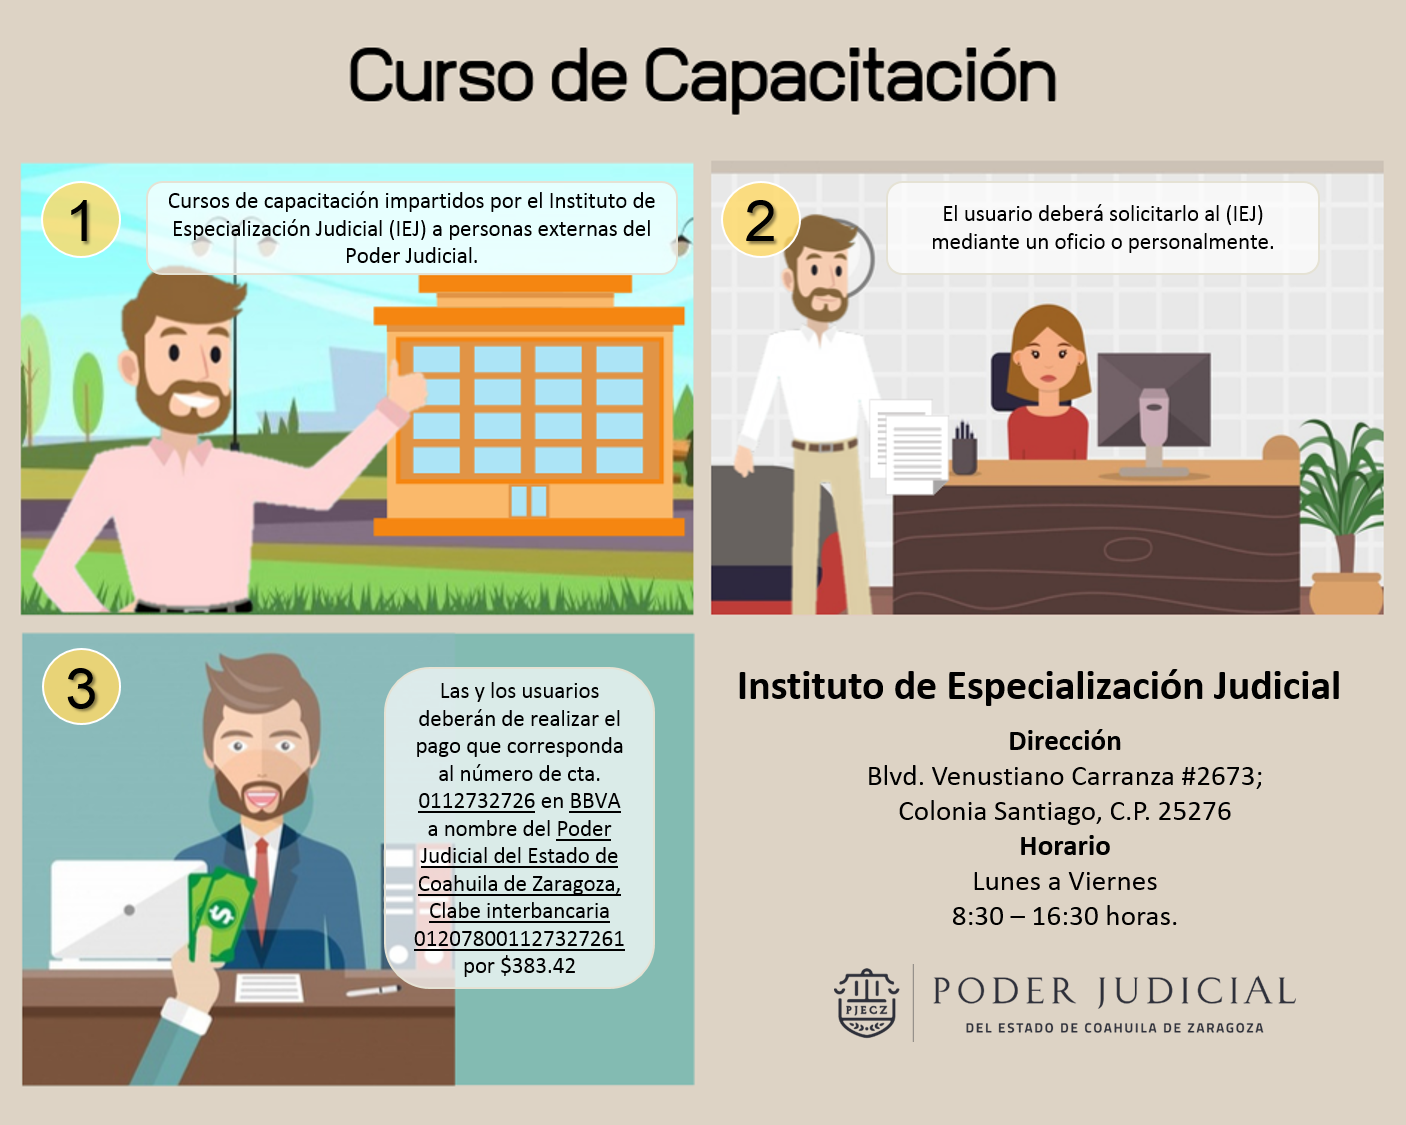 Curso de Capacitación
1
Cursos de capacitación impartidos por el Instituto de
Especialización Judicial (IEJ) a personas externas del
Poder Judicial.
2
El usuario deberá solicitarlo al (IEJ)
mediante un oficio o personalmente.
3
Las y los usuarios
deberán de realizar el
pago que corresponda
al número de cta.
0112732726 en BBVA
a nombre del Poder
Judicial del Estado de
Coahuila de Zaragoza,
Clabe interbancaria
012078001127327261
por $383.42
Instituto de Especialización Judicial
Dirección
Blvd. Venustiano Carranza #2673;
Colonia Santiago, C.P. 25276
Horario
Lunes a Viernes
8:30 – 16:30 horas.
PJECZ
PODER JUDICIAL
DEL ESTADO DE COAHUILA DE ZARAGOZA